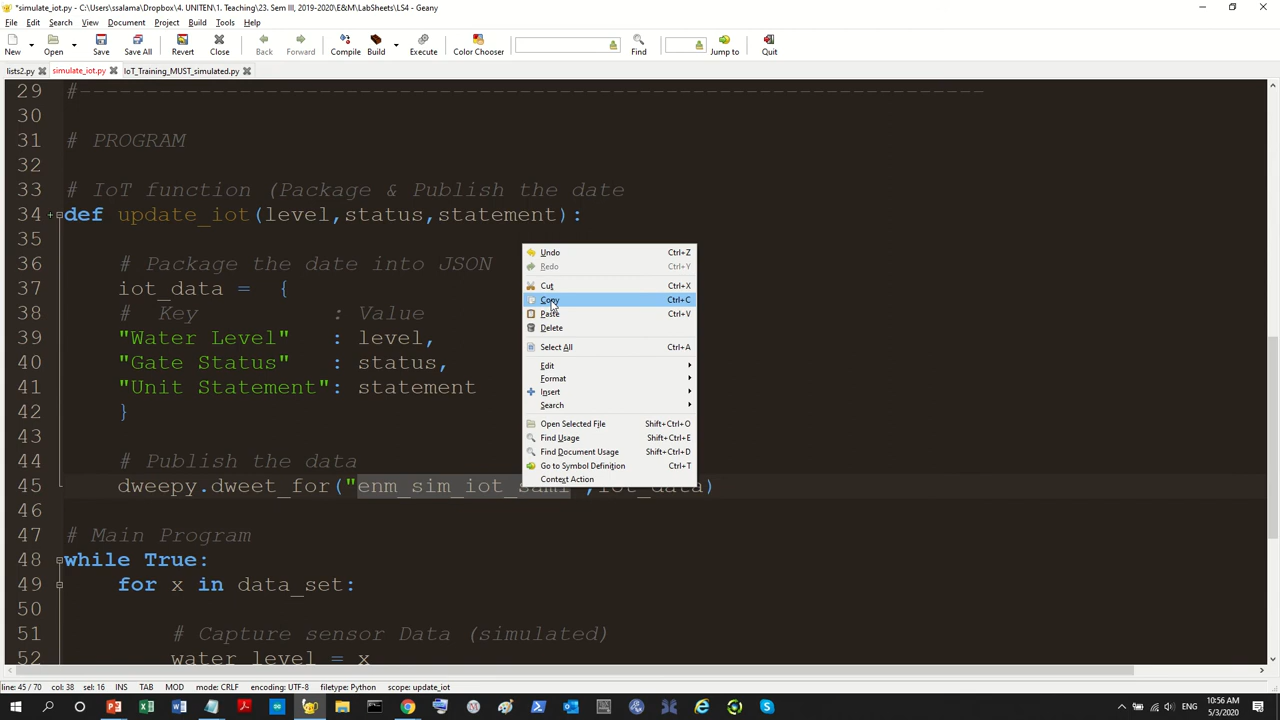 *simulate_iot.py - C:\Users\ssalama\Dropbox\4. UNITEN\1. Teaching\23. Sem III, 2019-2020\E&M\LabSheets\LS4 - Geany
File Edit Search View Document Project Build Tools Help
New Open Save Save All Revert Close Back Forward Compile Build Execute Color Chooser Find Jump to Quit
lists2.py simulate_iot.py IoT_Training_MUST_simulated.py
29 #-------------------------------------------------------------------
30
31 # PROGRAM
32
33 # IoT function (Package & Publish the date
34 def update_iot(level,status,statement):
35
36 # Package the date into JSON
37 iot_data = {
38 # Key : Value
39 "Water Level" : level,
40 "Gate Status" : status,
41 "Unit Statement": statement
42 }
43
44 # Publish the data
45 dweepy.dweet_for("enm_sim_iot_sami",iot_data)
46
47 # Main Program
48 while True:
49 for x in data_set:
50
51 # Capture sensor Data (simulated)
52 water_level = x
Undo Ctrl+Z
Redo Ctrl+Y
Cut Ctrl+X
Copy Ctrl+C
Paste Ctrl+V
Delete
Select All Ctrl+A
Edit
Format
Insert
Search
Open Selected File Shift+Ctrl+O
Find Usage Shift+Ctrl+E
Find Document Usage Shift+Ctrl+D
Go to Symbol Definition Ctrl+T
Context Action
line: 45 / 70 col: 38 sel: 16 INS TAB MOD mode: CRLF encoding: UTF-8 filetype: Python scope: update_iot
10:56 AM
5/3/2020